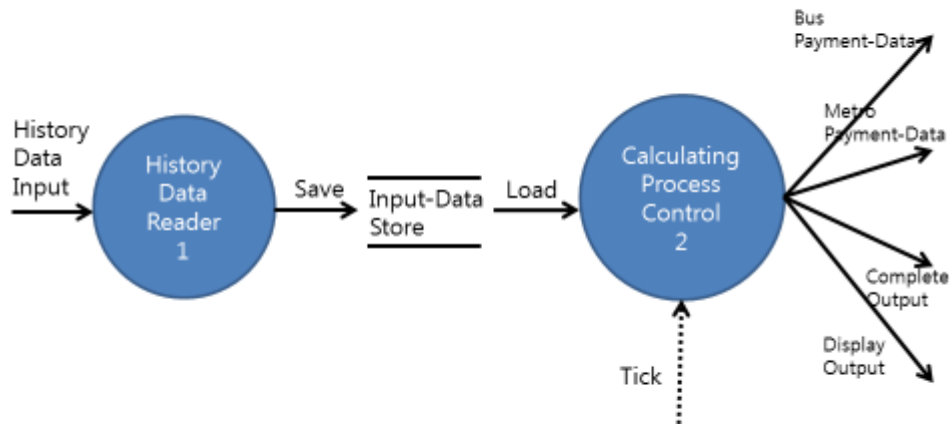 History
Data
Input
History
Data
Reader
1
Save
Input-Data
Store
Load
Calculating
Process
Control
2
Tick
Bus
Payment-Data
Metro
Payment-Data
Complete
Output
Display
Output